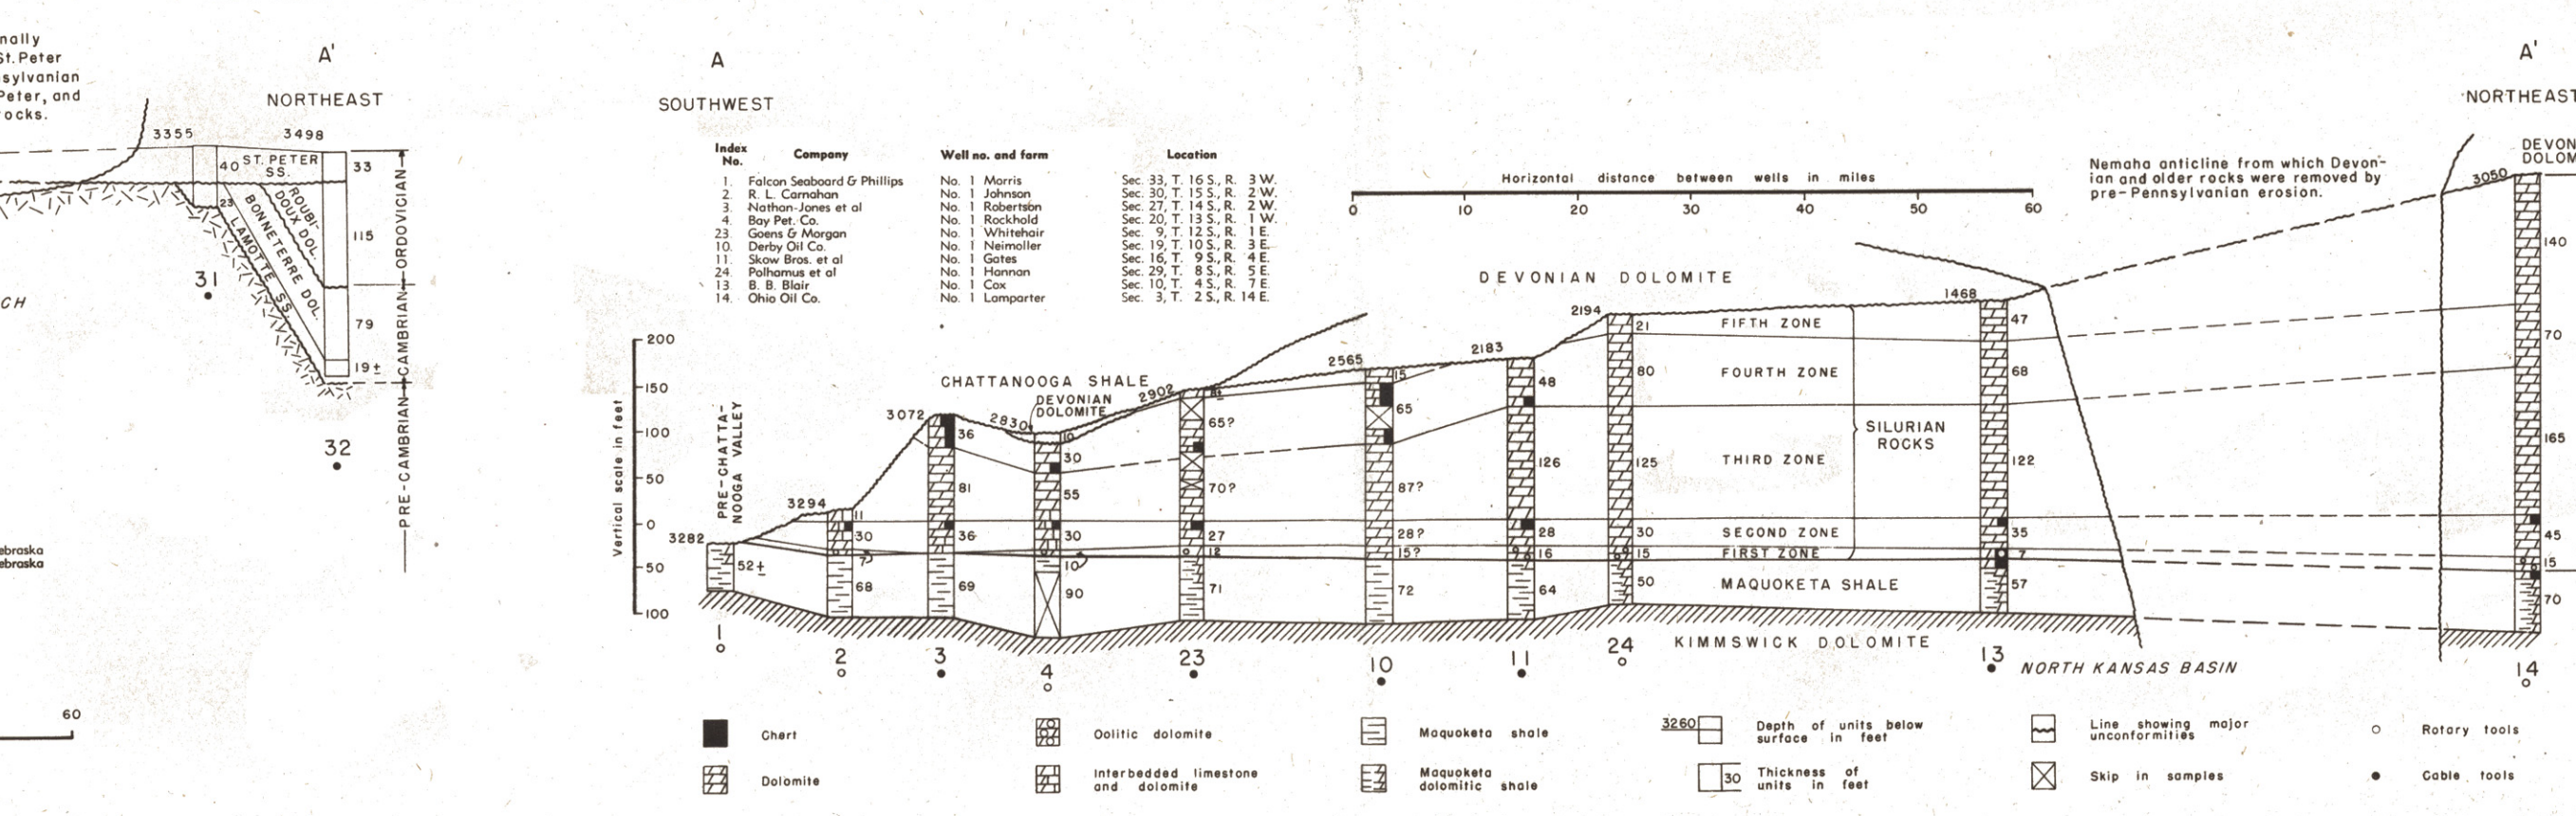 nally
St. Peter
sylvanian
Peter, and
ocks.
A'
NORTHEAST
3355
3498
40
ST. PETER
SS.
33
23
ROUBI-
DOUX DOL.
BONNETERRE DOL.
LAMOTTE SS.
115
79
19±
PRE-CAMBRIAN
CAMBRIAN
ORDOVICIAN
31
32
CH
ebraska
ebraska
60
A
SOUTHWEST
Index No. Company Well no. and farm Location
1. Falcon Seaboard & Phillips No. 1 Morris Sec. 33, T. 16 S., R. 3 W.
2. R. L. Carnahan No. 1 Johnson Sec. 30, T. 15 S., R. 2 W.
3. Nathan-Jones et al No. 1 Robertson Sec. 27, T. 14 S., R. 2 W.
4. Bay Pet. Co. No. 1 Rockhold Sec. 20, T. 13 S., R. 1 W.
23. Goens & Morgan No. 1 Whitehair Sec. 9, T. 12 S., R. 1 E.
10. Derby Oil Co. No. 1 Neimoller Sec. 19, T. 10 S., R. 3 E.
11. Skow Bros. et al No. 1 Gates Sec. 16, T. 9 S., R. 4 E.
24. Polhamus et al No. 1 Hannan Sec. 29, T. 8 S., R. 5 E.
13. B. B. Blair No. 1 Cox Sec. 10, T. 4 S., R. 7 E.
14. Ohio Oil Co. No. 1 Lamparter Sec. 3, T. 2 S., R. 14 E.
Horizontal distance between wells in miles
0 10 20 30 40 50 60
Nemaha anticline from which Devon-
ian and older rocks were removed by
pre-Pennsylvanian erosion.
A'
NORTHEAST
DEVON
DOLOM
3050
140
70
165
45
15
70
14
Vertical scale in feet
200
150
100
50
0
50
100
PRE-CHATTA-
NOOGA VALLEY
CHATTANOOGA SHALE
DEVONIAN
DOLOMITE
DEVONIAN DOLOMITE
3282
52±
1
3294
11
30
7
68
2
3072
36
81
36
69
3
2830
10
30
55
30
10
90
4
2902
65?
70?
27
12
71
23
2565
15
65
87?
28?
15?
72
10
2183
48
126
28
16
64
11
2194
21
80
125
30
15
50
24
FIFTH ZONE
FOURTH ZONE
THIRD ZONE
SECOND ZONE
FIRST ZONE
MAQUOKETA SHALE
SILURIAN
ROCKS
KIMMSWICK DOLOMITE
1468
47
68
122
35
7
57
13
NORTH KANSAS BASIN
Chert
Dolomite
Oolitic dolomite
Interbedded limestone
and dolomite
Maquoketa shale
Maquoketa
dolomitic shale
3260
Depth of units below
surface in feet
30
Thickness of
units in feet
Line showing major
unconformities
Skip in samples
Rotary tools
Cable tools